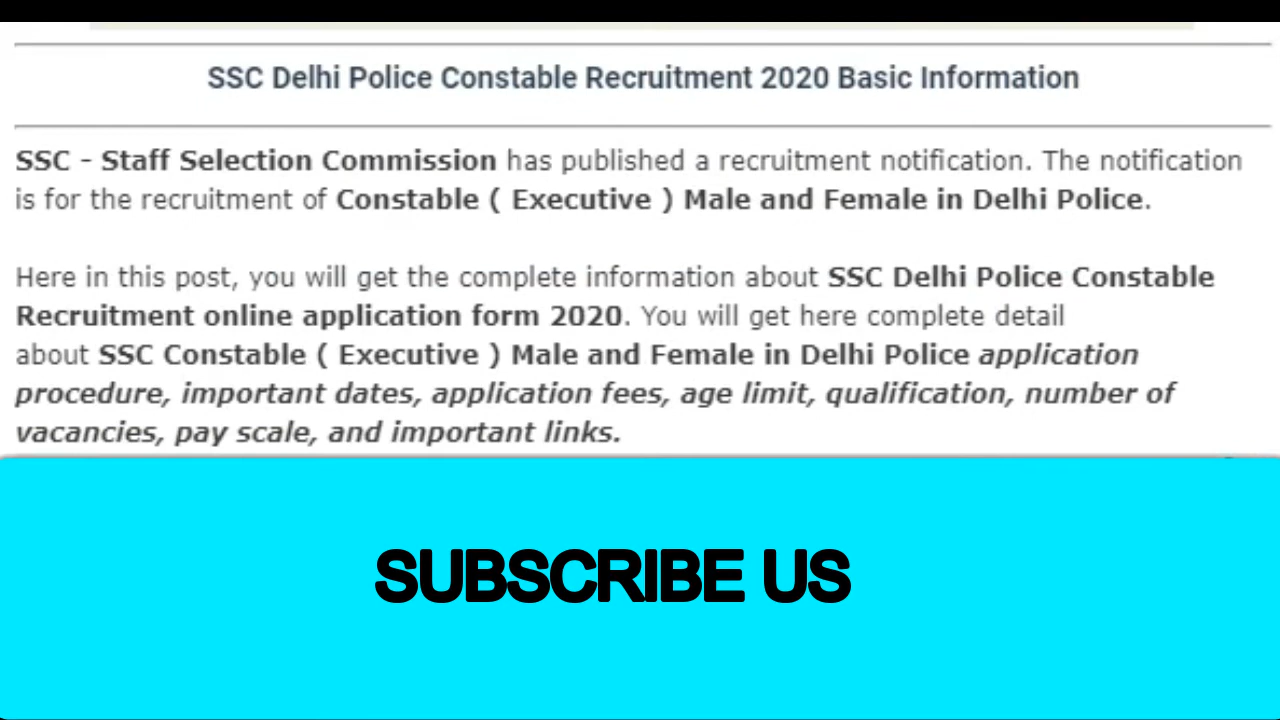 SSC Delhi Police Constable Recruitment 2020 Basic Information
SSC - Staff Selection Commission has published a recruitment notification. The notification
is for the recruitment of Constable ( Executive ) Male and Female in Delhi Police.
Here in this post, you will get the complete information about SSC Delhi Police Constable
Recruitment online application form 2020. You will get here complete detail
about SSC Constable ( Executive ) Male and Female in Delhi Police application
procedure, important dates, application fees, age limit, qualification, number of
vacancies, pay scale, and important links.
SUBSCRIBE US